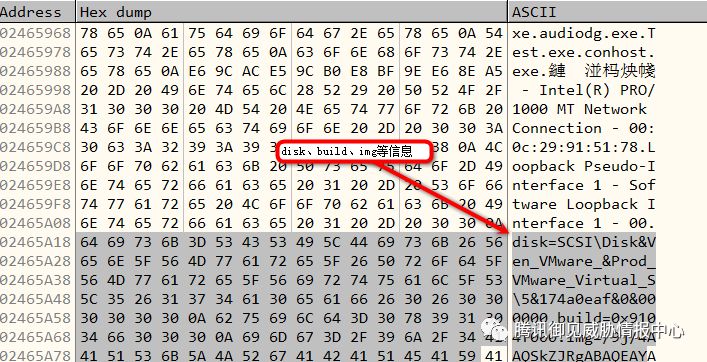 Address Hex dump ASCII
02465968 78 65 0A 61 75 64 69 6F 64 67 2E 65 78 65 0A 54 xe.audiodg.exe.T
02465978 65 73 74 2E 65 78 65 0A 63 6F 6E 68 6F 73 74 2E est.exe.conhost.
02465988 65 78 65 0A E6 9C AC E5 9C B0 E8 BF 9E E6 8E A5 exe.鏈 湴杩炴帴
02465998 20 2D 20 49 6E 74 65 6C 28 52 29 20 50 52 4F 2F - Intel(R) PRO/
024659A8 31 30 30 30 20 4D 54 20 4E 65 74 77 6F 72 6B 20 1000 MT Network
024659B8 43 6F 6E 6E 65 63 74 69 6F 6E 20 2D 20 30 30 3A Connection - 00:
024659C8 30 63 3A 32 39 3A 39 38 0A 4C 0c:29:91:51:78.L
disk、build、img等信息
024659D8 6F 6F 70 62 61 63 6B 20 50 73 65 75 64 6F 2D 49 oopback Pseudo-I
024659E8 6E 74 65 72 66 61 63 65 20 31 20 2D 20 53 6F 66 nterface 1 - Sof
024659F8 74 77 61 72 65 20 4C 6F 6F 70 62 61 63 6B 20 49 tware Loopback I
02465A08 6E 74 65 72 66 61 63 65 20 31 20 2D 20 30 30 0A nterface 1 - 00.
02465A18 64 69 73 6B 3D 53 43 53 49 5C 44 69 73 6B 26 56 disk=SCSI\Disk&V
02465A28 65 6E 5F 56 4D 77 61 72 65 5F 26 50 72 6F 64 5F en_VMware_&Prod_
02465A38 56 4D 77 61 72 65 5F 56 69 72 74 75 61 6C 5F 53 VMware_Virtual_S
02465A48 5C 35 26 31 37 34 61 30 65 61 66 26 30 26 30 30 \5&174a0eaf&0&00
02465A58 30 30 30 30 0A 62 75 69 6C 64 3D 30 78 39 31 0000.build=0x910
02465A68 34 66 30 30 30 0A 69 6D 67 3D 2F 39 6A 2F 34 41
41 51 53 6B 5A 4A 52 67 41 42
腾讯御见威胁情报中心